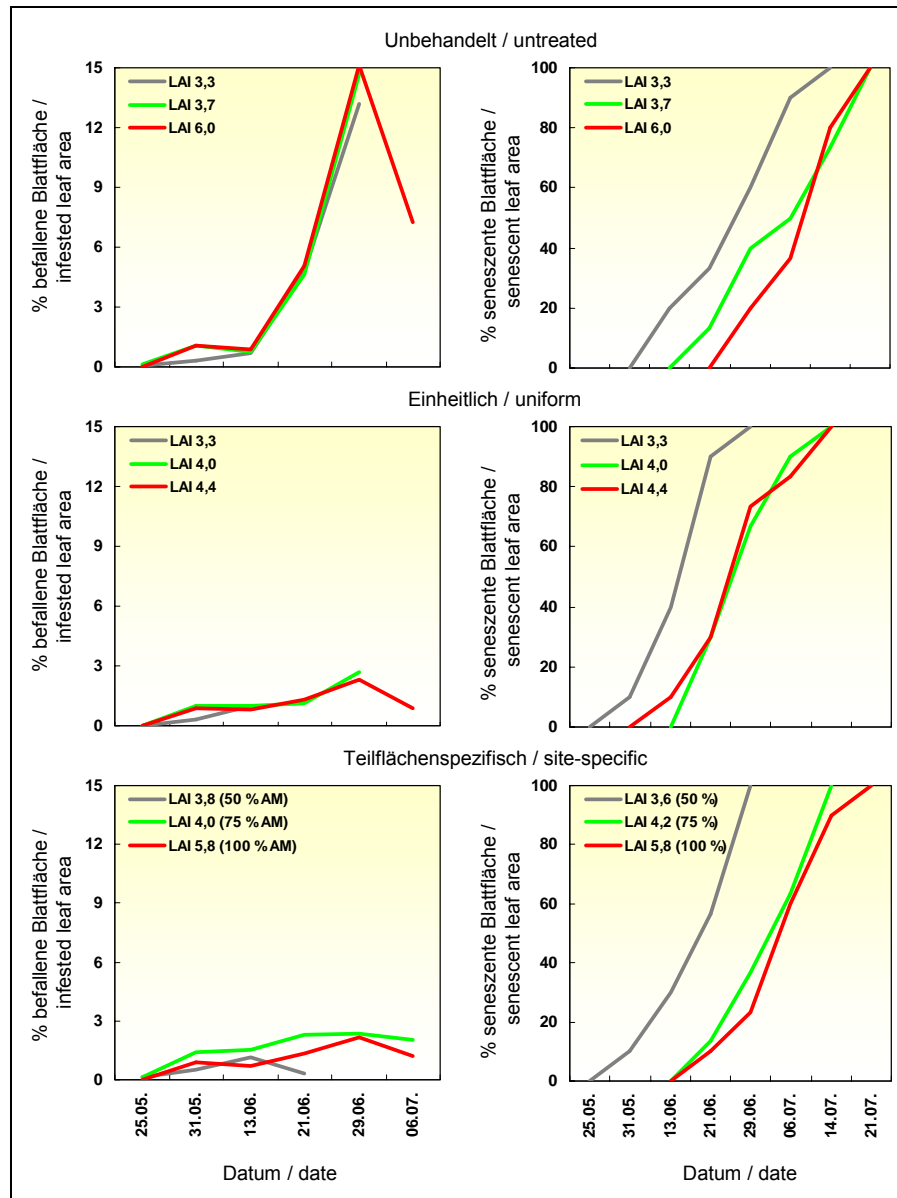 Unbehandelt / untreated
% befallene Blattfläche /
infested leaf area
15
12
9
6
3
0
LAI 3,3
LAI 3,7
LAI 6,0
% seneszente Blattfläche /
senescent leaf area
100
80
60
40
20
0
LAI 3,3
LAI 3,7
LAI 6,0
Einheitlich / uniform
% befallene Blattfläche /
infested leaf area
15
12
9
6
3
0
LAI 3,3
LAI 4,0
LAI 4,4
% seneszente Blattfläche /
senescent leaf area
100
80
60
40
20
0
LAI 3,3
LAI 4,0
LAI 4,4
Teilflächenspezifisch / site-specific
% befallene Blattfläche /
infested leaf area
15
12
9
6
3
0
LAI 3,8 (50 % AM)
LAI 4,0 (75 % AM)
LAI 5,8 (100 % AM)
25.05.
31.05.
13.06.
21.06.
29.06.
06.07.
Datum / date
% seneszente Blattfläche /
senescent leaf area
100
80
60
40
20
0
LAI 3,6 (50 %)
LAI 4,2 (75 %)
LAI 5,8 (100 %)
25.05.
31.05.
13.06.
21.06.
29.06.
06.07.
14.07.
21.07.
Datum / date